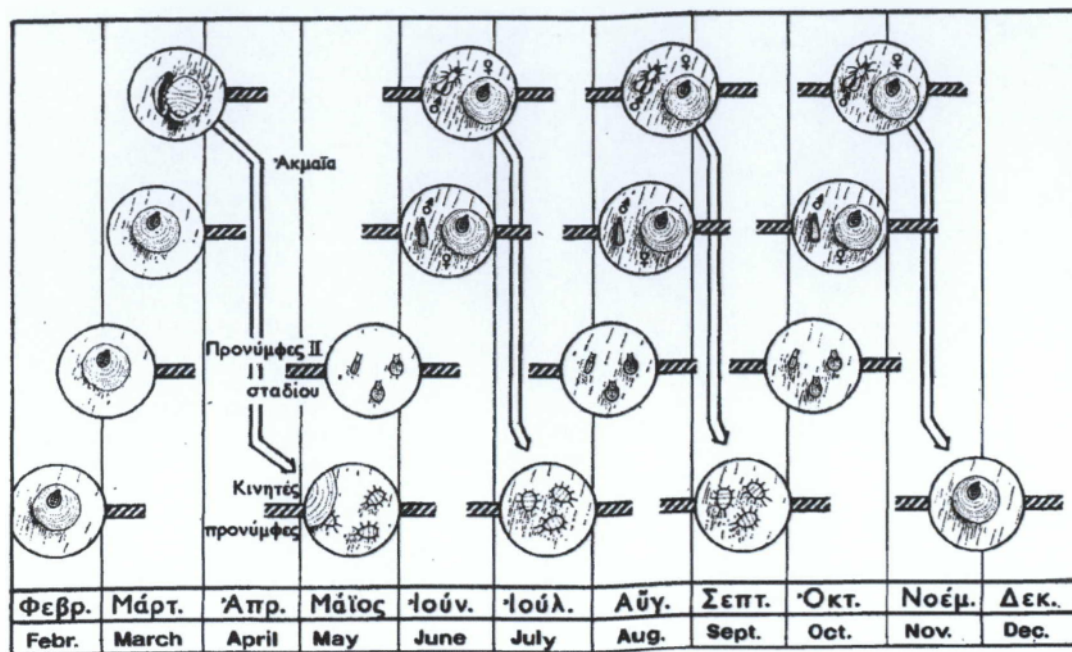 ♂ ♀
♂ ♀
♂ ♀
Ἀκμαῖα
♂
♀
♂
♀
♂
♀
Προνύμφες II
σταδίου
Κινητές
προνύμφες
Φεβρ. Μάρτ. Ἀπρ. Μάϊος Ἰούν. Ἰούλ. Αὔγ. Σεπτ. Ὀκτ. Νοέμ. Δεκ.
Febr. March April May June July Aug. Sept. Oct. Nov. Dec.